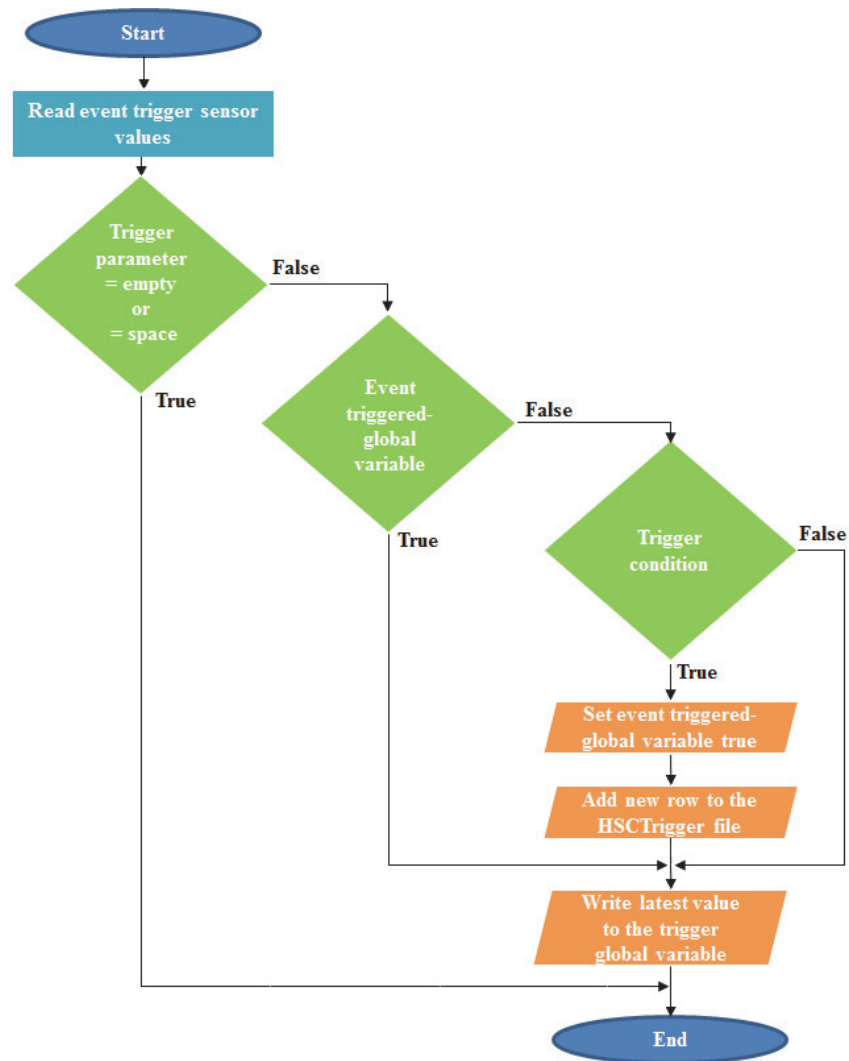 Start
Read event trigger sensor
values
Trigger
parameter
= empty
or
= space
False
True
Event
triggered-
global
variable
False
True
Trigger
condition
False
True
Set event triggered-
global variable true
Add new row to the
HSCTrigger file
Write latest value
to the trigger
global variable
End